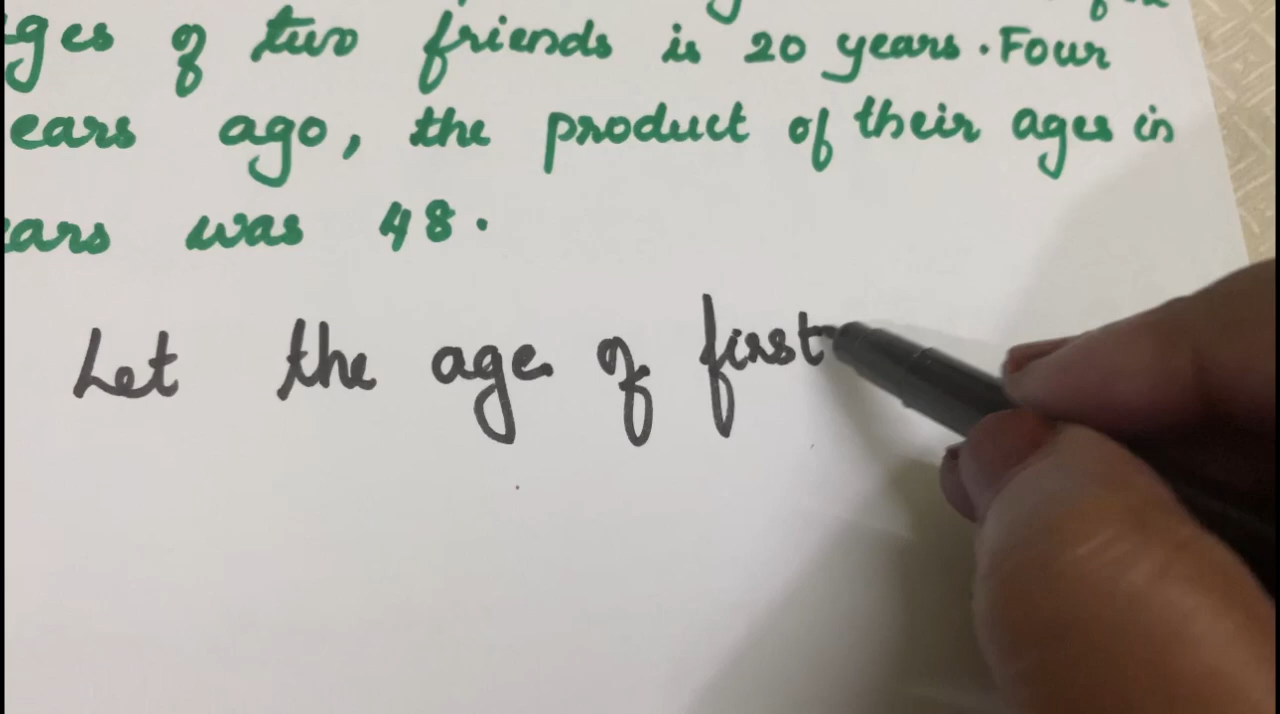 ges of two friends is 20 years. Four
ears ago, the product of their ages in
ears was 48.
Let the age of first